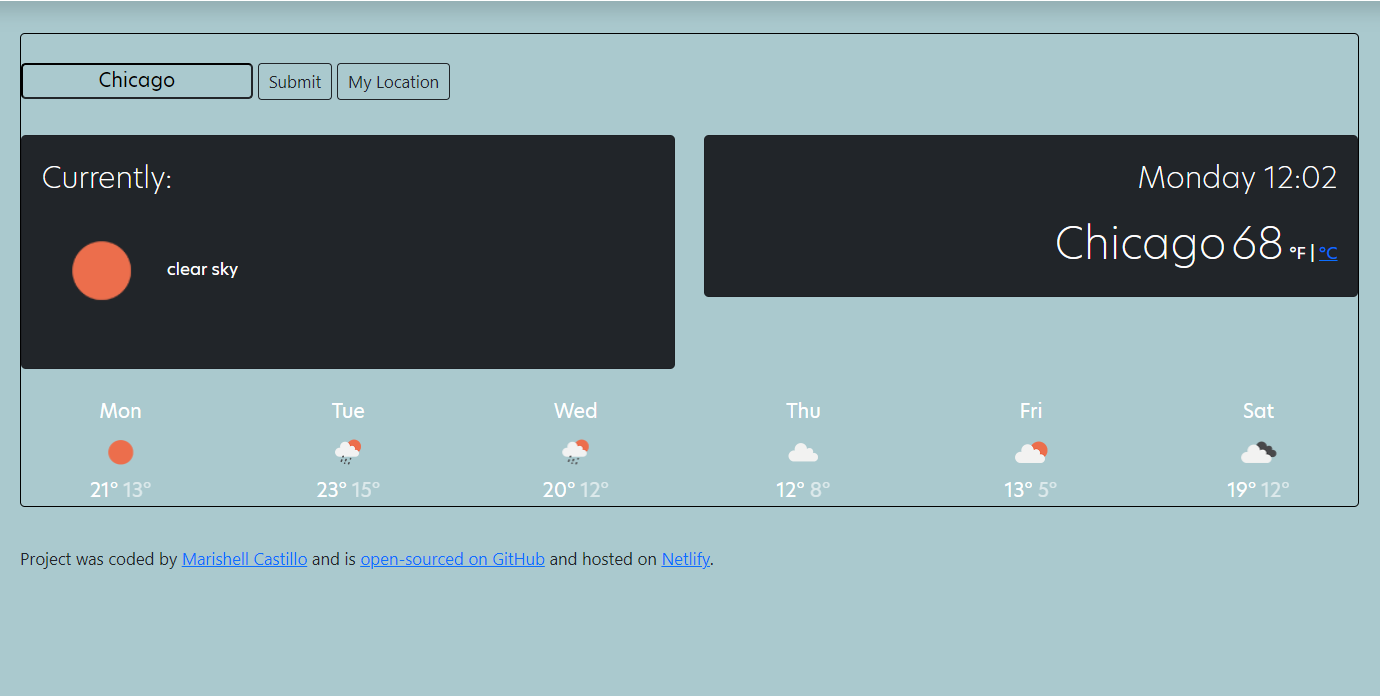 Chicago Submit My Location
Currently:
clear sky
Monday 12:02
Chicago 68 °F | °C
Mon Tue Wed Thu Fri Sat
21° 13° 23° 15° 20° 12° 12° 8° 13° 5° 19° 12°
Project was coded by Marishell Castillo and is open-sourced on GitHub and hosted on Netlify.